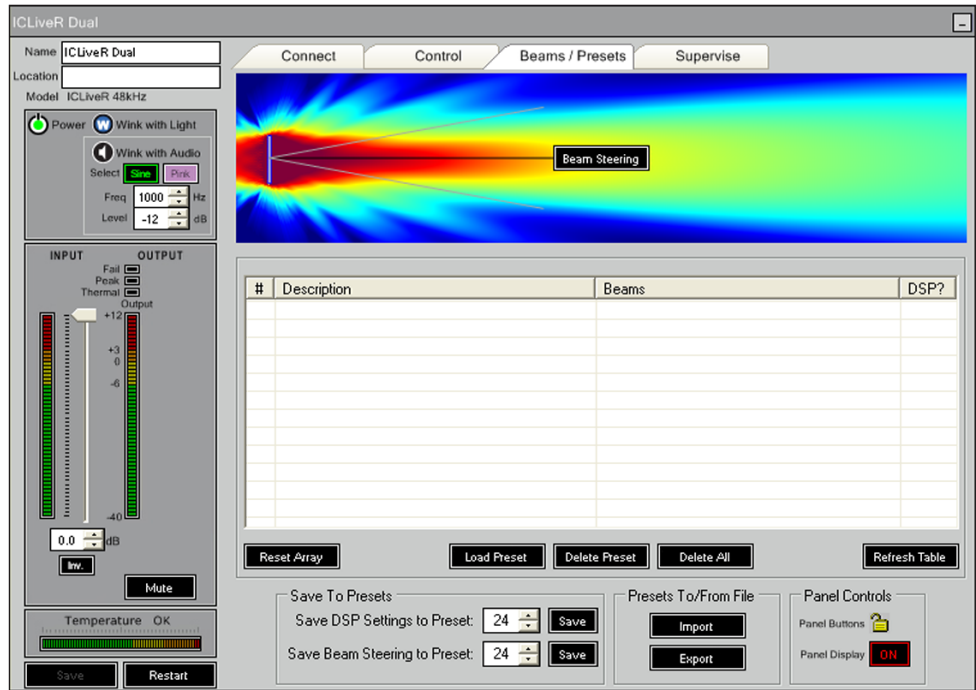 ICLiveR Dual
Name ICLiveR Dual
Location
Model ICLiveR 48kHz
Power W Wink with Light
Wink with Audio
Select Sine Pink
Freq 1000 Hz
Level -12 dB
INPUT OUTPUT
Fail
Peak
Thermal
Output
+12
+3
0
-6
-40
0.0 dB
Inv.
Mute
Temperature OK
Save Restart
Connect Control Beams / Presets Supervise
Beam Steering
# Description Beams DSP?
Reset Array Load Preset Delete Preset Delete All Refresh Table
Save To Presets
Save DSP Settings to Preset: 24 Save
Save Beam Steering to Preset: 24 Save
Presets To/From File
Import
Export
Panel Controls
Panel Buttons
Panel Display ON